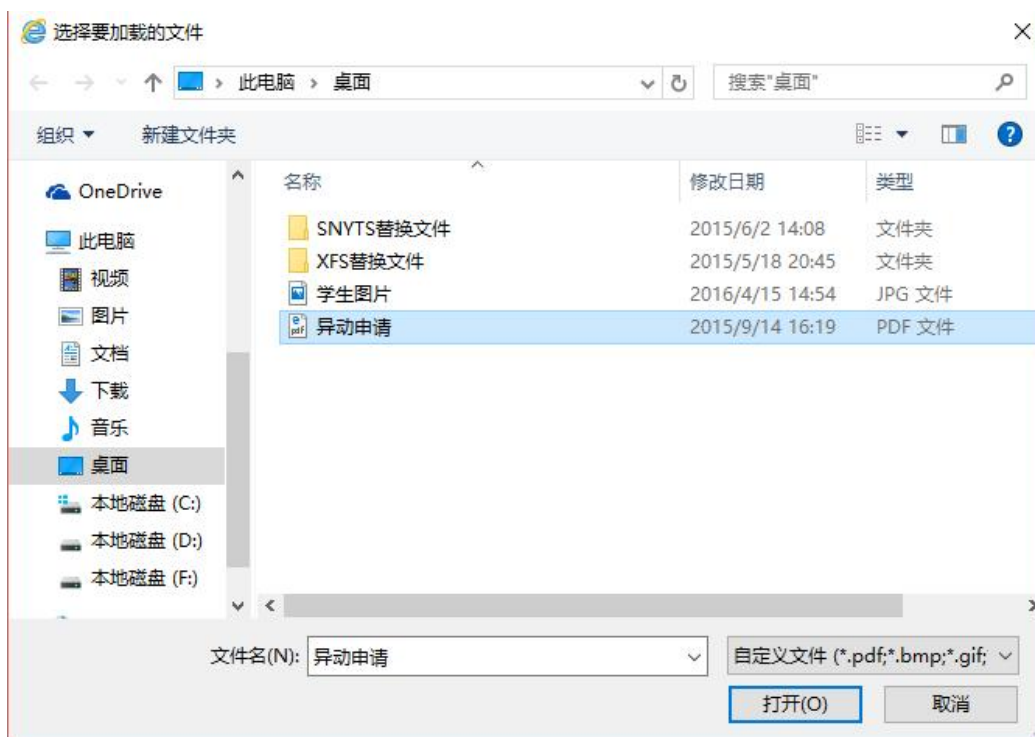 选择要加载的文件
此电脑 › 桌面 搜索"桌面"
组织 新建文件夹
名称 修改日期 类型
OneDrive
此电脑
视频
图片
文档
下载
音乐
桌面
本地磁盘 (C:)
本地磁盘 (D:)
本地磁盘 (F:)
SNYTS替换文件 2015/6/2 14:08 文件夹
XFS替换文件 2015/5/18 20:45 文件夹
学生图片 2016/4/15 14:54 JPG 文件
异动申请 2015/9/14 16:19 PDF 文件
文件名(N): 异动申请 自定义文件 (*.pdf;*.bmp;*.gif;
打开(O) 取消